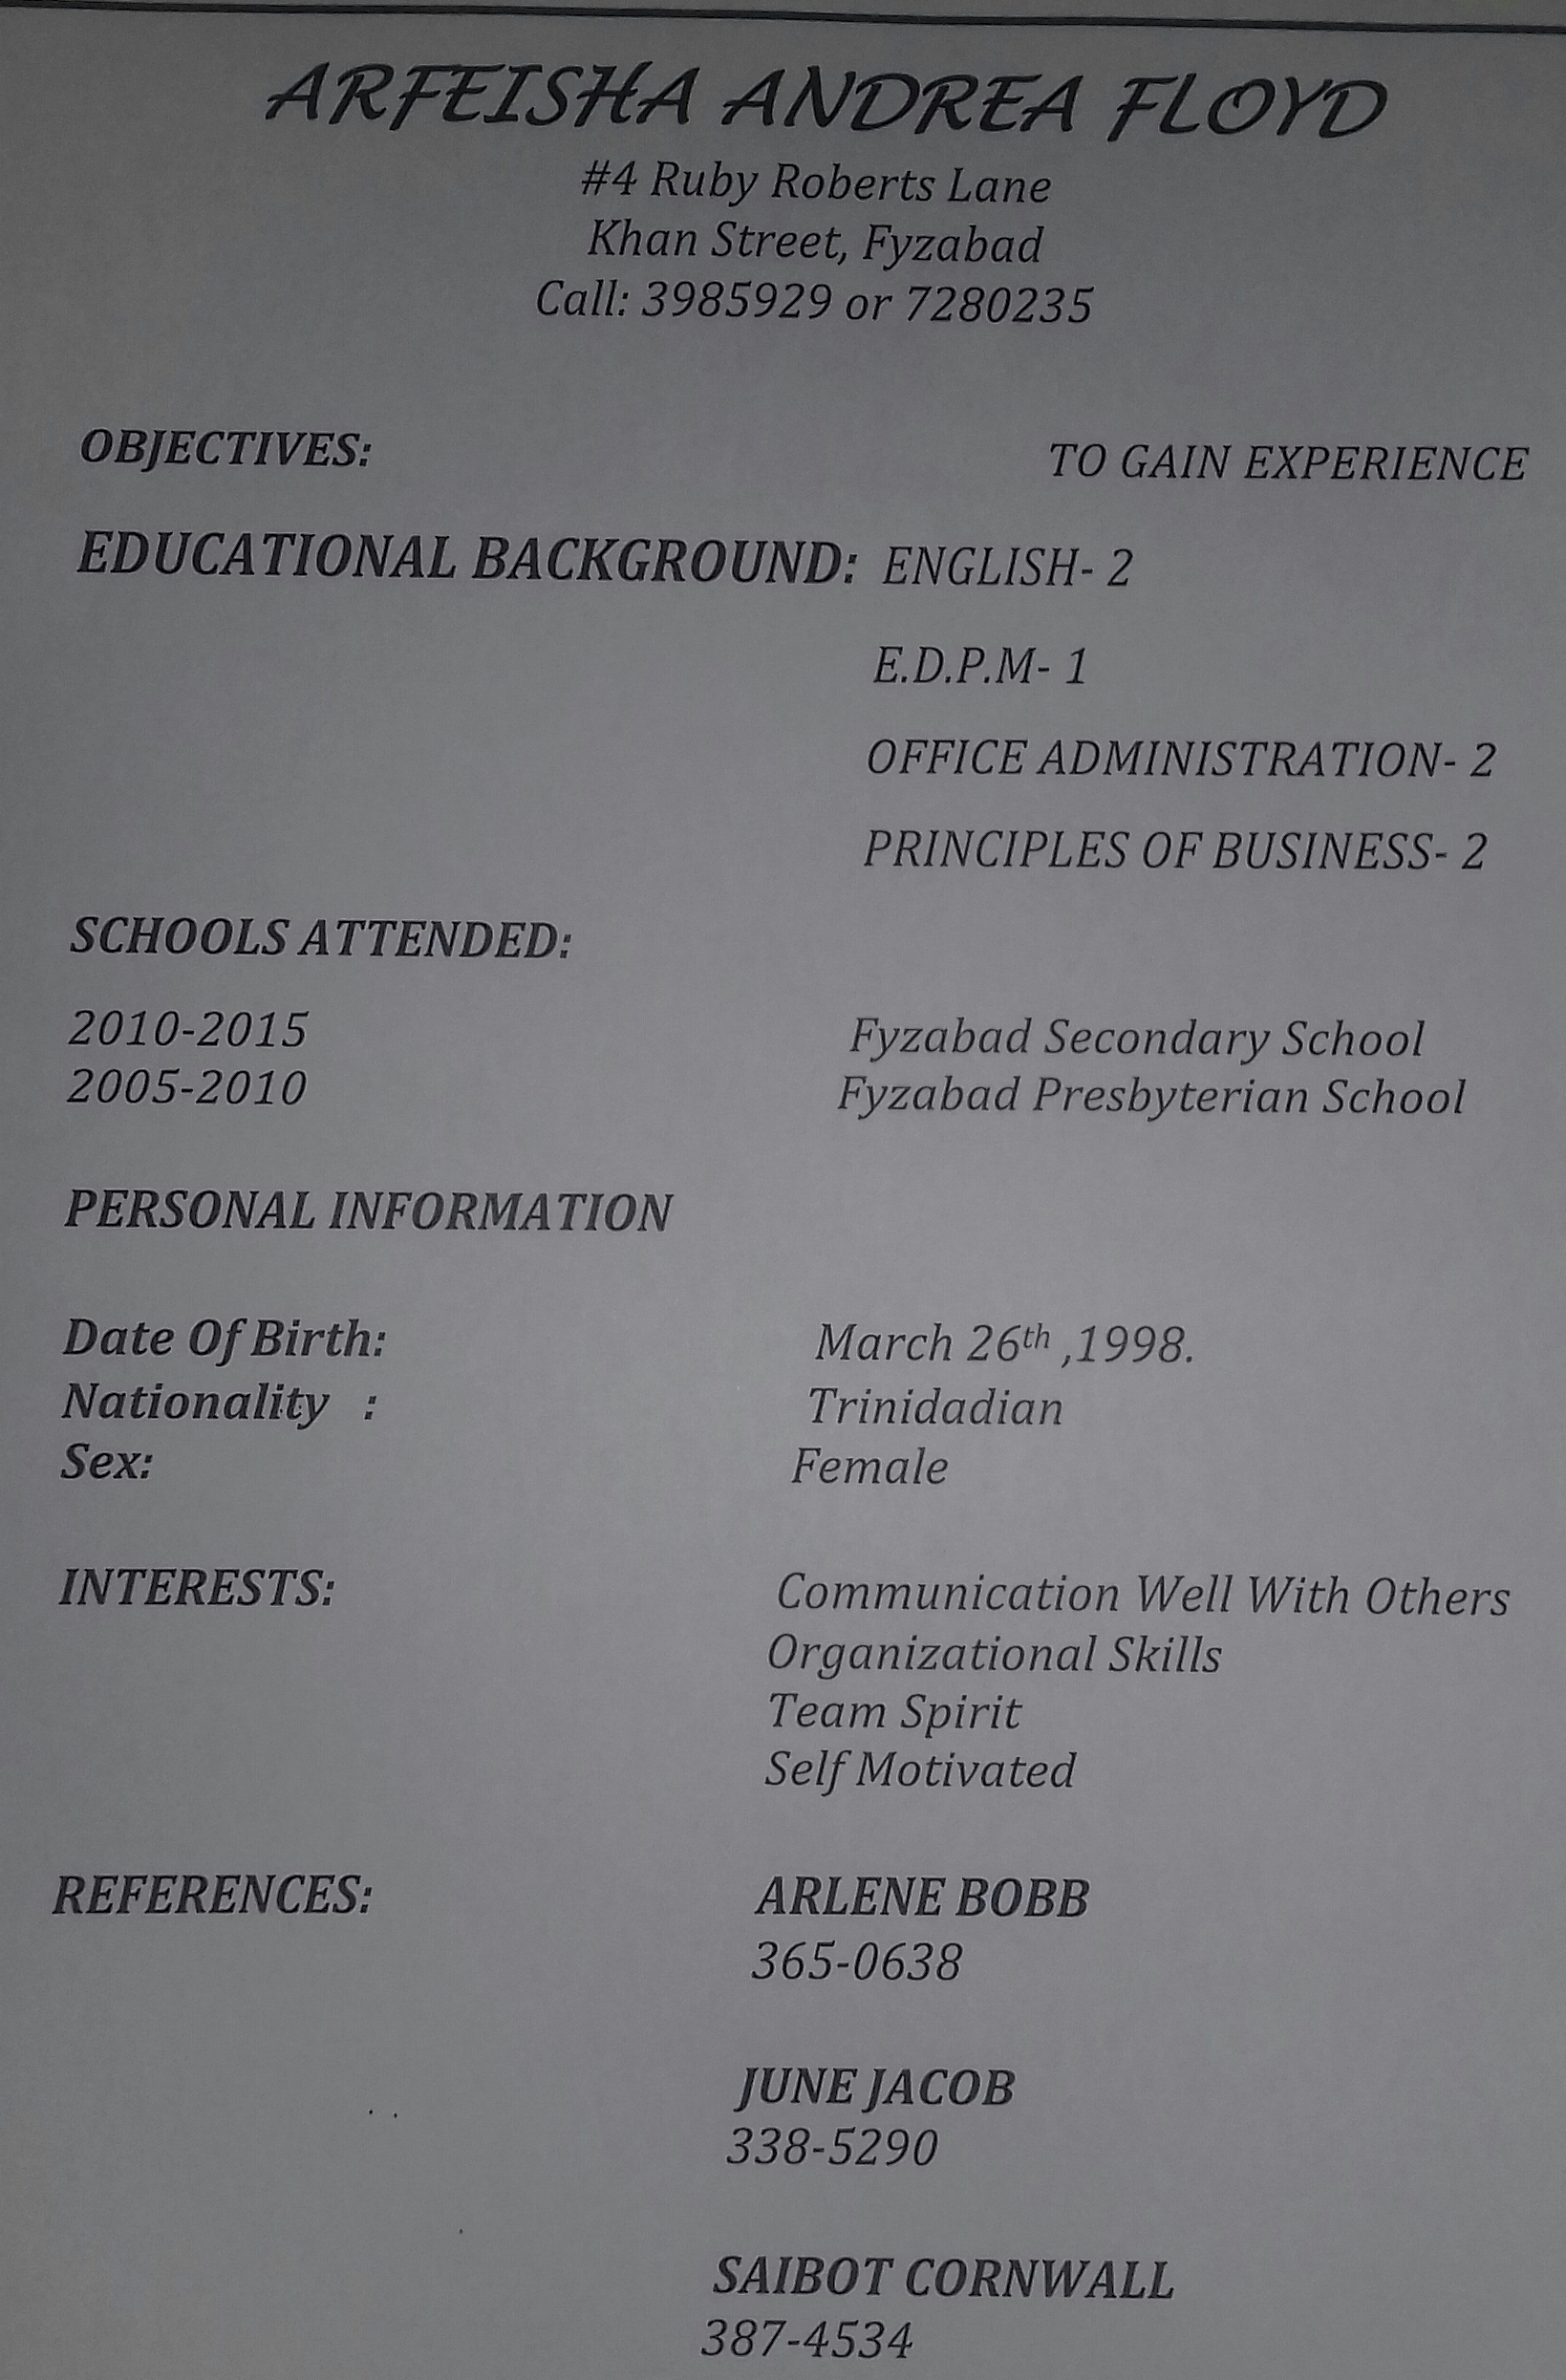 ARFEISHA ANDREA FLOYD
#4 Ruby Roberts Lane
Khan Street, Fyzabad
Call: 3985929 or 7280235
OBJECTIVES: TO GAIN EXPERIENCE
EDUCATIONAL BACKGROUND: ENGLISH- 2
E.D.P.M- 1
OFFICE ADMINISTRATION- 2
PRINCIPLES OF BUSINESS- 2
SCHOOLS ATTENDED:
2010-2015 Fyzabad Secondary School
2005-2010 Fyzabad Presbyterian School
PERSONAL INFORMATION
Date Of Birth: March 26th ,1998.
Nationality : Trinidadian
Sex: Female
INTERESTS: Communication Well With Others
Organizational Skills
Team Spirit
Self Motivated
REFERENCES: ARLENE BOBB
365-0638
JUNE JACOB
338-5290
SAIBOT CORNWALL
387-4534